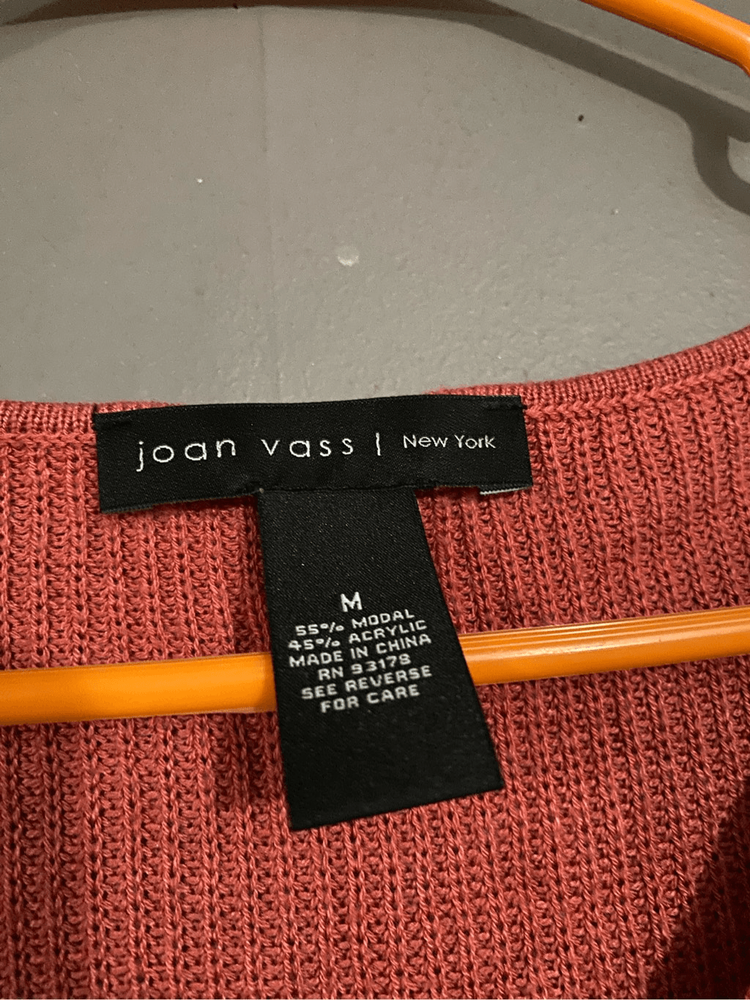 joan vass | New York
M
55% MODAL
45% ACRYLIC
MADE IN CHINA
RN 93178
SEE REVERSE
FOR CARE